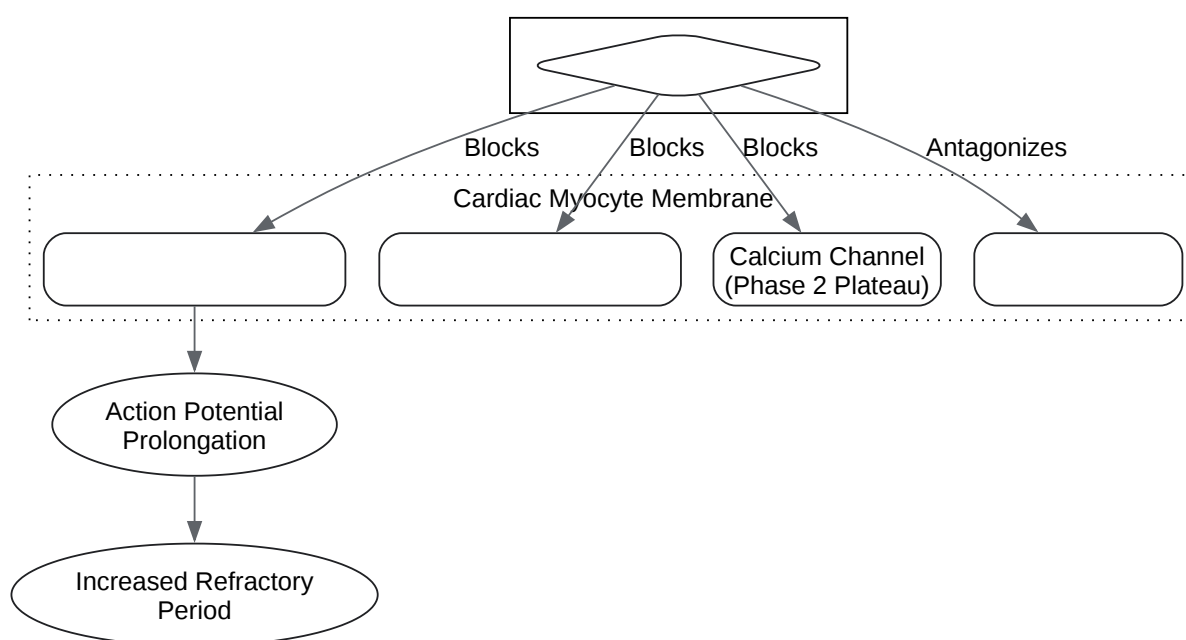 Blocks
Blocks
Blocks
Antagonizes
Cardiac Myocyte Membrane
Calcium Channel
(Phase 2 Plateau)
Action Potential
Prolongation
Increased Refractory
Period